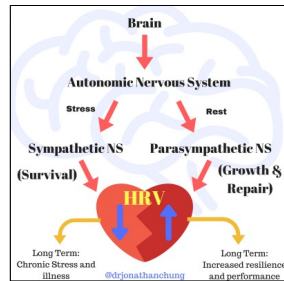 Brain
Autonomic Nervous System
Stress
Rest
Sympathetic NS
Parasympathetic NS
(Survival)
(Growth &
Repair)
HRV
Long Term:
Chronic Stress and
illness
Long Term:
Increased resilience
and performance
@drjonathanchung